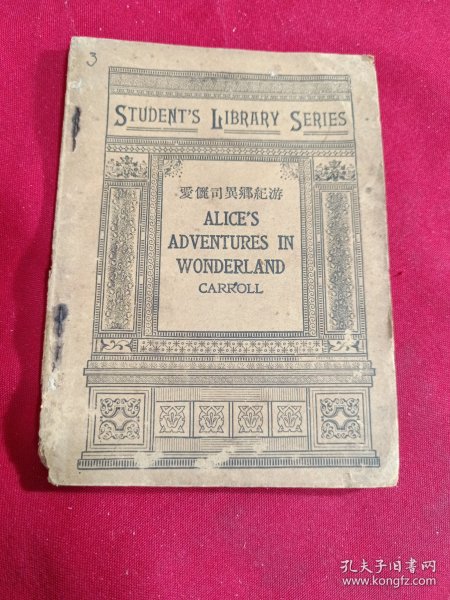 3
STUDENT'S LIBRARY SERIES
愛儷司異鄉紀游
ALICE'S
ADVENTURES IN
WONDERLAND
CARROLL
孔夫子旧书网
www.kongfz.com